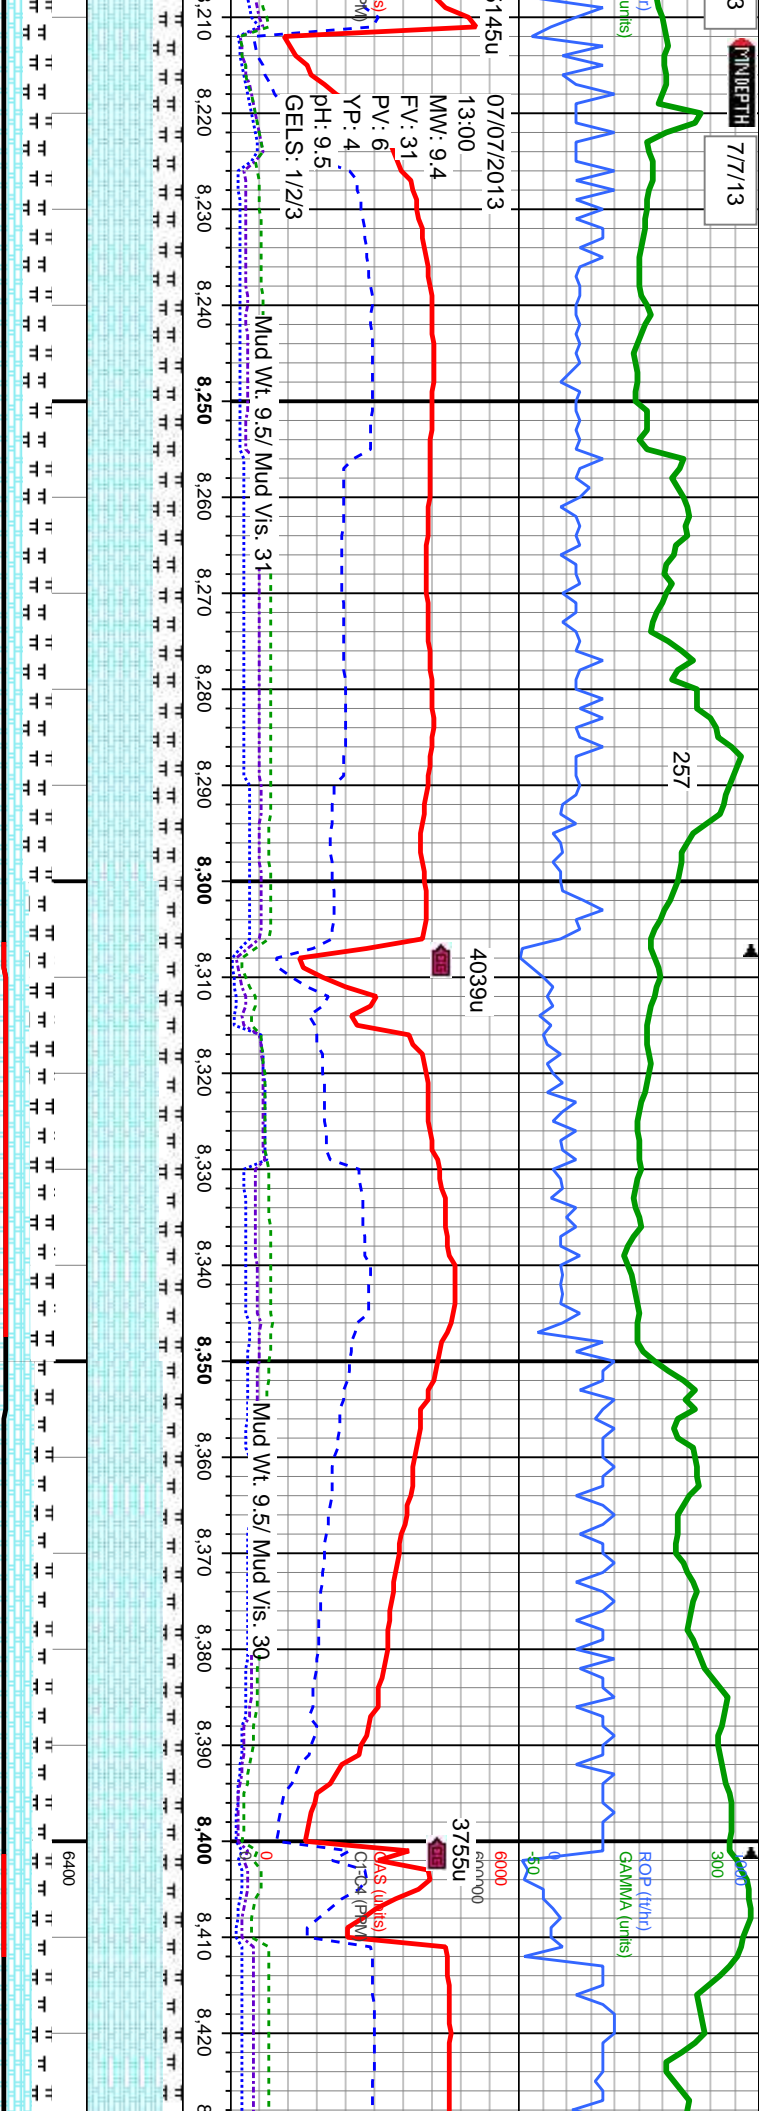 3
MN DEPTH
7/7/13
r)
units)
145u
07/07/2013
13:00
MW: 9.4
FV: 31
PV: 6
YP: 4
pH: 9.5
GELS: 1/2/3
Mud Wt. 9.5/ Mud Vis. 31
257
4039u
Mud Wt. 9.5/ Mud Vis. 30
3755u
300
ROP (ft/hr)
GAMMA (units)
0
-50
6000
GAS (units)
C1-C4 (PPM)
0
6400
8,210
8,220
8,230
8,240
8,250
8,260
8,270
8,280
8,290
8,300
8,310
8,320
8,330
8,340
8,350
8,360
8,370
8,380
8,390
8,400
8,410
8,420